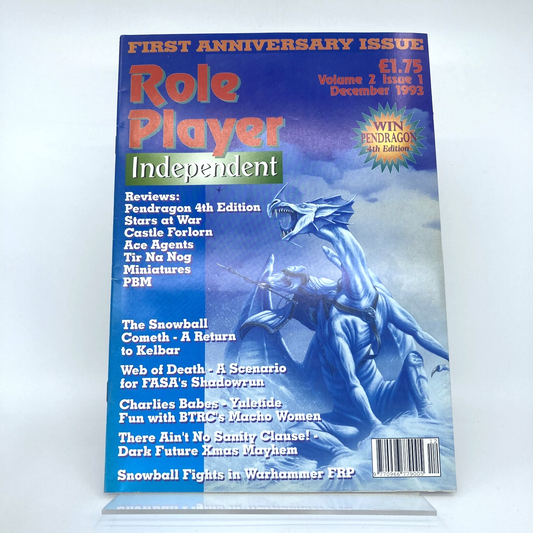 FIRST ANNIVERSARY ISSUE
£1.75
Volume 2 Issue 1
December 1993
Role
Player
Independent
WIN
PENDRAGON
4th Edition
Reviews:
Pendragon 4th Edition
Stars at War
Castle Forlorn
Ace Agents
Tir Na Nog
Miniatures
PBM
The Snowball
Cometh - A Return
to Kelbar
Web of Death - A Scenario
for FASA's Shadowrun
Charlies Babes - Yuletide
Fun with BTRC's Macho Women
There Ain't No Sanity Clause! -
Dark Future Xmas Mayhem
Snowball Fights in Warhammer FRP